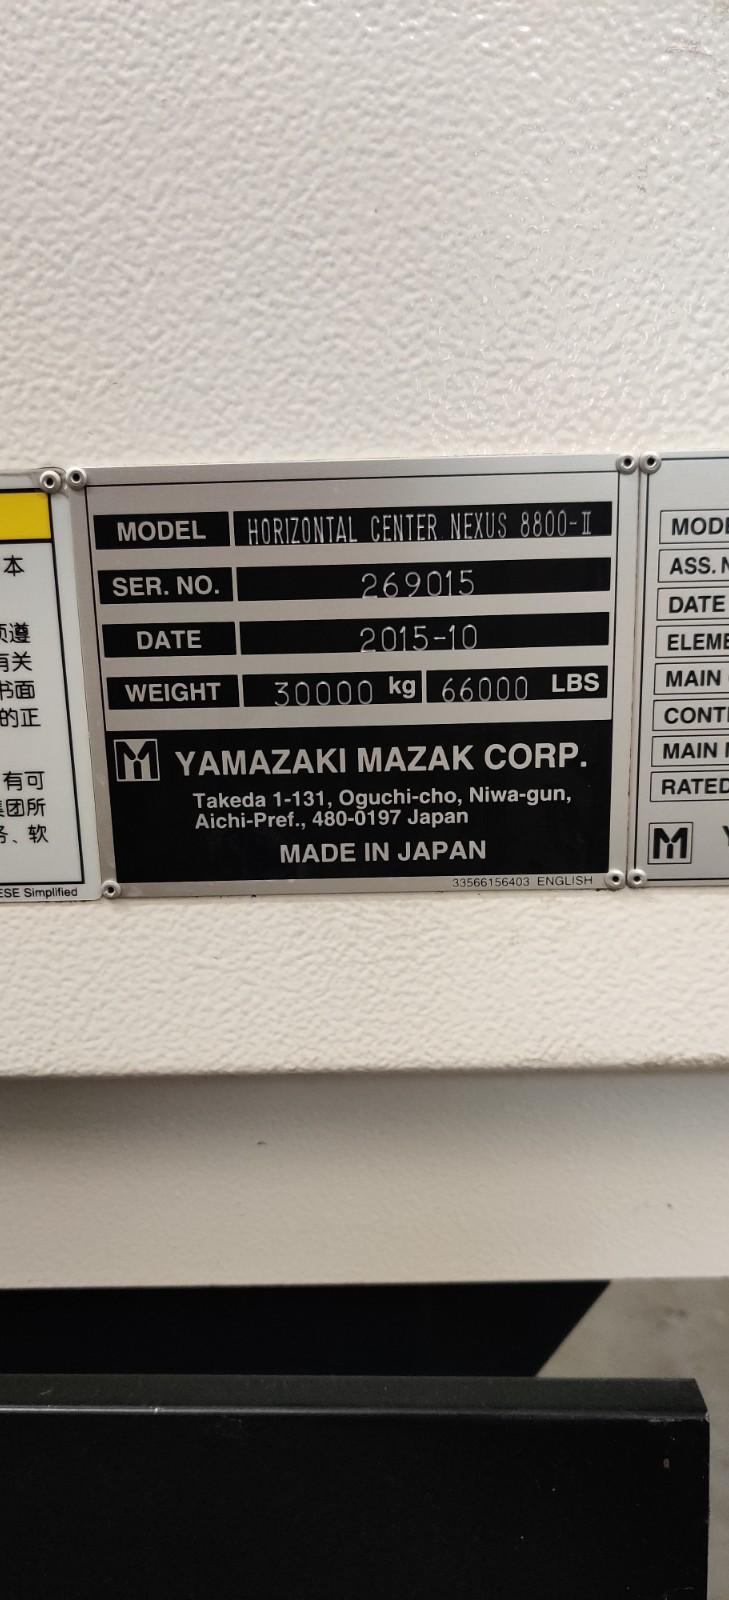 本
须遵
有关
书面
的正
有可
集团所
务、软
ESE Simplified
MODEL HORIZONTAL CENTER NEXUS 8800-II
SER. NO. 269015
DATE 2015-10
WEIGHT 30000 kg 66000 LBS
YAMAZAKI MAZAK CORP.
Takeda 1-131, Oguchi-cho, Niwa-gun,
Aichi-Pref., 480-0197 Japan
MADE IN JAPAN
33566156403 ENGLISH
MODE
ASS. N
DATE
ELEME
MAIN
CONT
MAIN
RATED